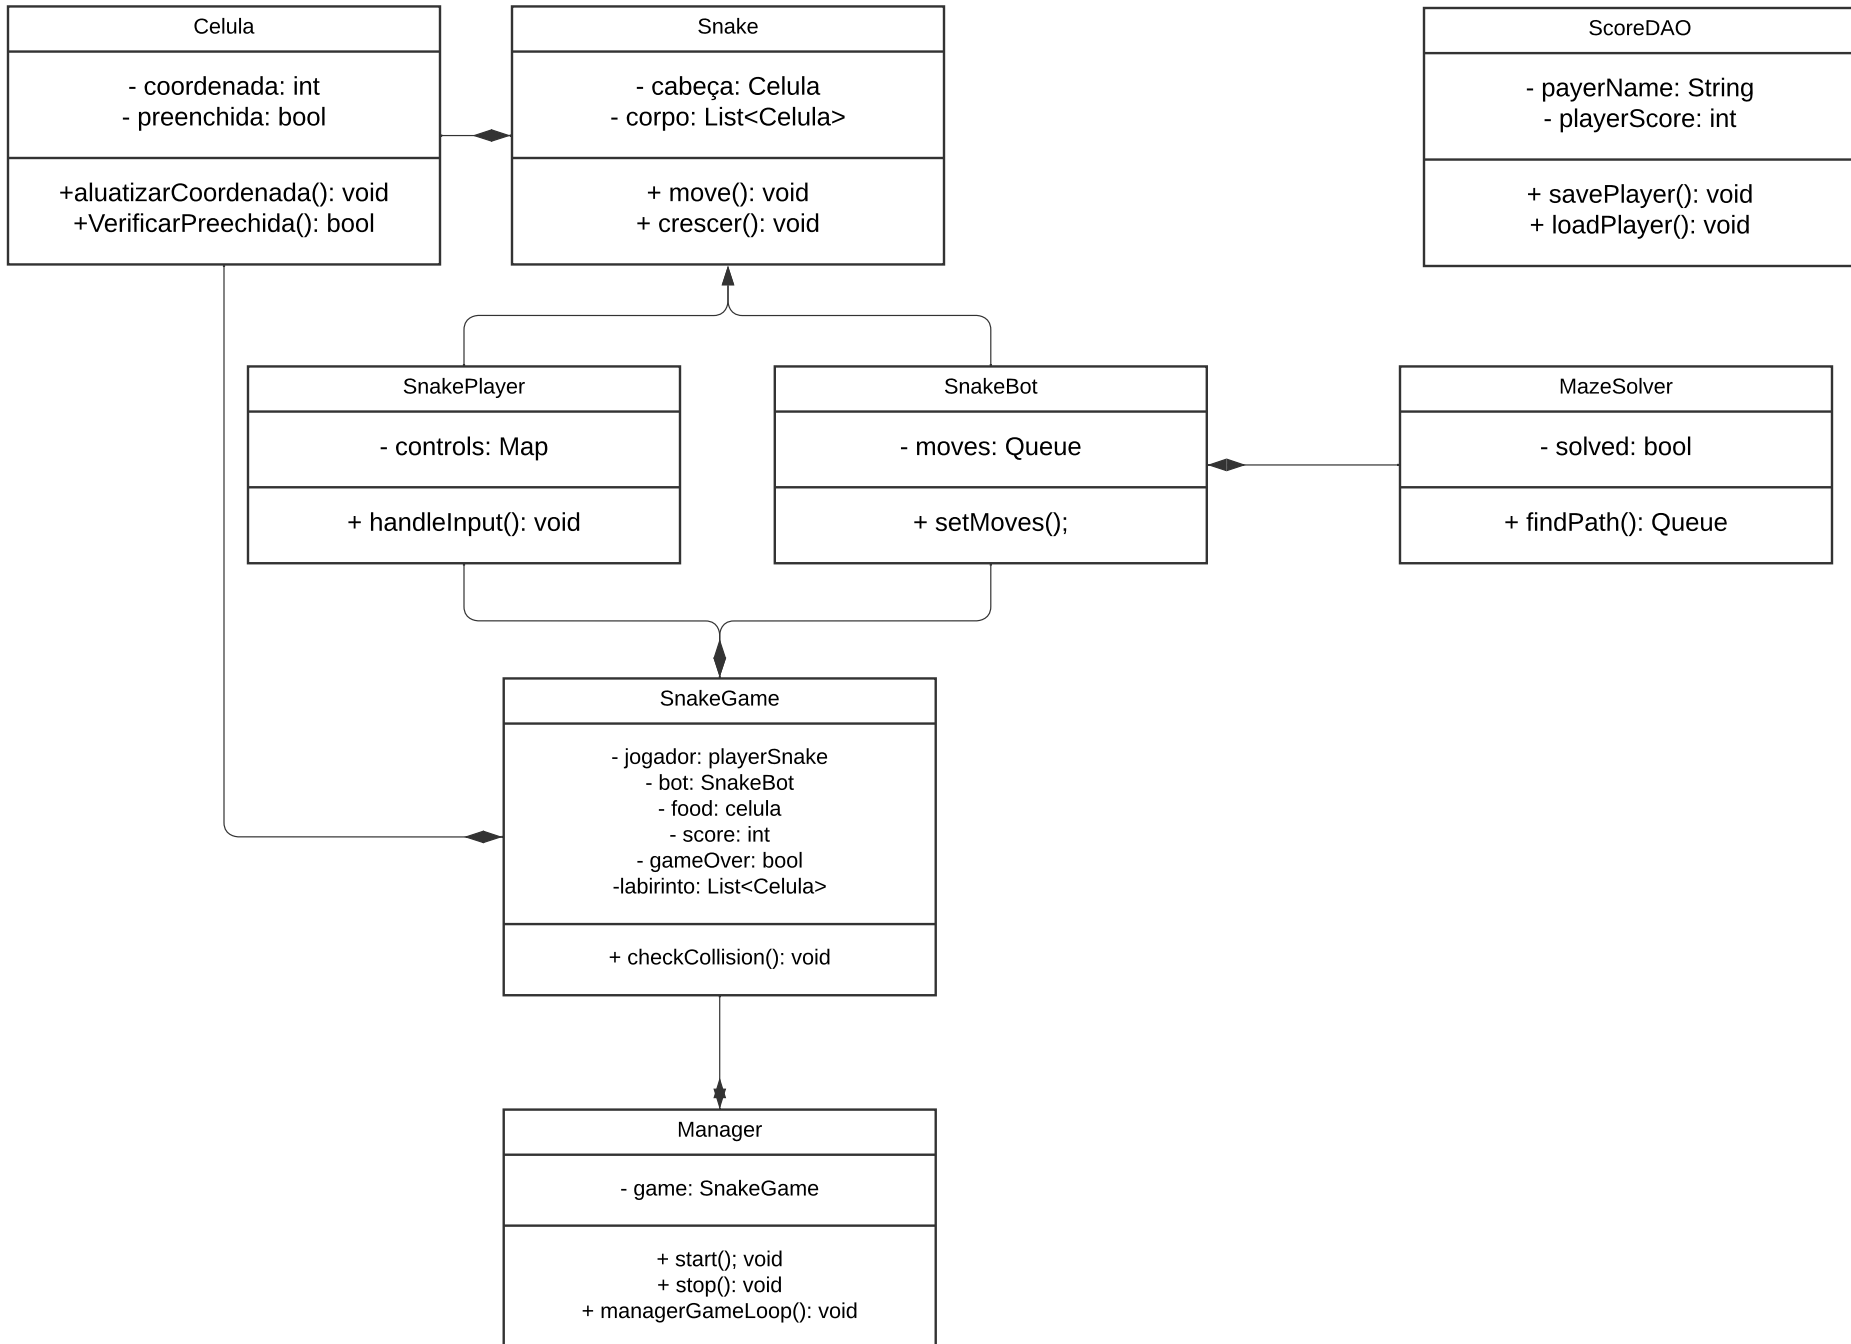 Celula
- coordenada: int
- preenchida: bool
+aluatizarCoordenada(): void
+VerificarPreechida(): bool
Snake
- cabeça: Celula
- corpo: List<Celula>
+ move(): void
+ crescer(): void
ScoreDAO
- payerName: String
- playerScore: int
+ savePlayer(): void
+ loadPlayer(): void
SnakePlayer
- controls: Map
+ handleInput(): void
SnakeBot
- moves: Queue
+ setMoves();
MazeSolver
- solved: bool
+ findPath(): Queue
SnakeGame
- jogador: playerSnake
- bot: SnakeBot
- food: celula
- score: int
- gameOver: bool
-labirinto: List<Celula>
+ checkCollision(): void
Manager
- game: SnakeGame
+ start(); void
+ stop(): void
+ managerGameLoop(): void